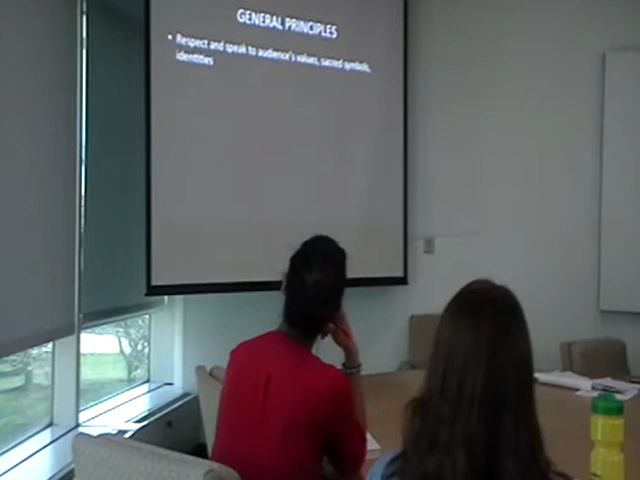 GENERAL PRINCIPLES
• Respect and speak to audience's values, sacred symbols,
identities